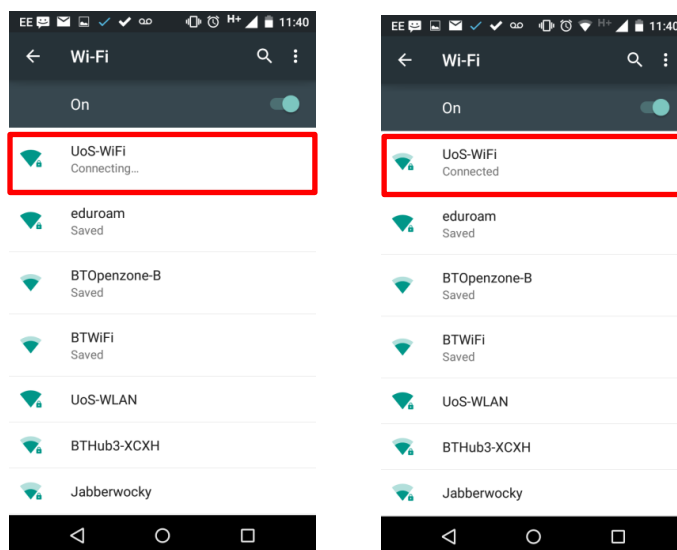 EE H+ 11:40
Wi-Fi
On
UoS-WiFi
Connecting...
eduroam
Saved
BTOpenzone-B
Saved
BTWiFi
Saved
UoS-WLAN
BTHub3-XCXH
Jabberwocky
EE H+ 11:40
Wi-Fi
On
UoS-WiFi
Connected
eduroam
Saved
BTOpenzone-B
Saved
BTWiFi
Saved
UoS-WLAN
BTHub3-XCXH
Jabberwocky